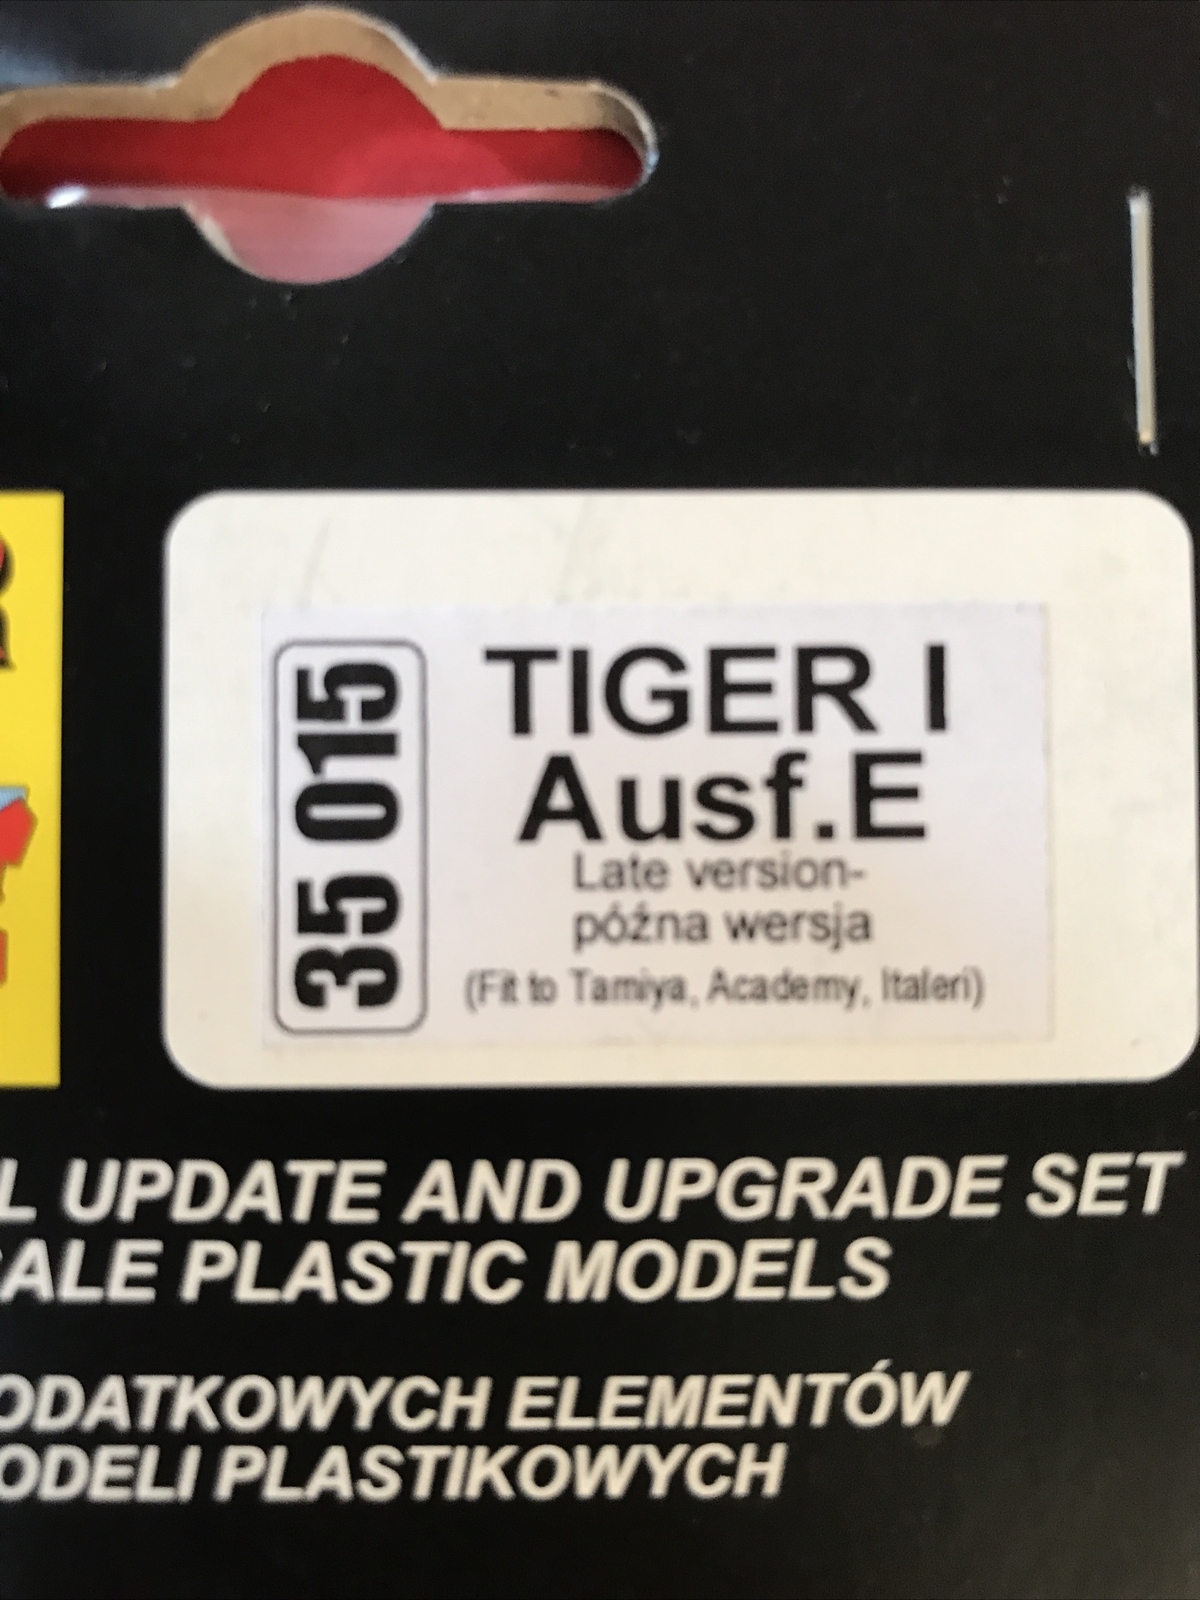 35 015
TIGER I
Ausf.E
Late version-
późna wersja
(Fit to Tamiya, Academy, Italeri)
L UPDATE AND UPGRADE SET
ALE PLASTIC MODELS
ODATKOWYCH ELEMENTÓW
ODELI PLASTIKOWYCH